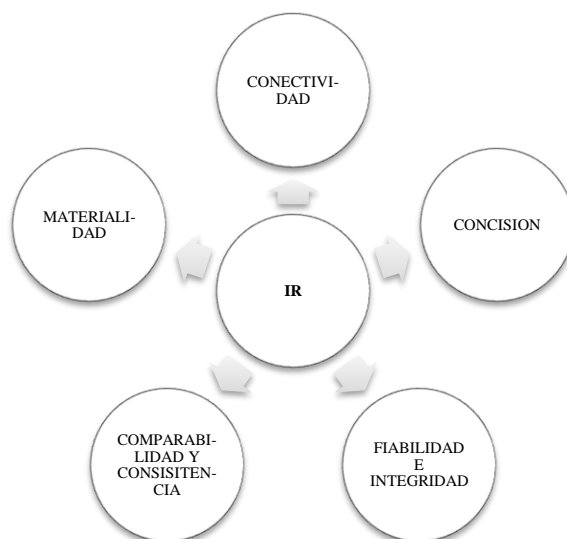 CONECTIVI-
DAD
MATERIALI-
DAD
CONCISION
IR
COMPARABI-
LIDAD Y
CONSISITEN-
CIA
FIABILIDAD
E
INTEGRIDAD